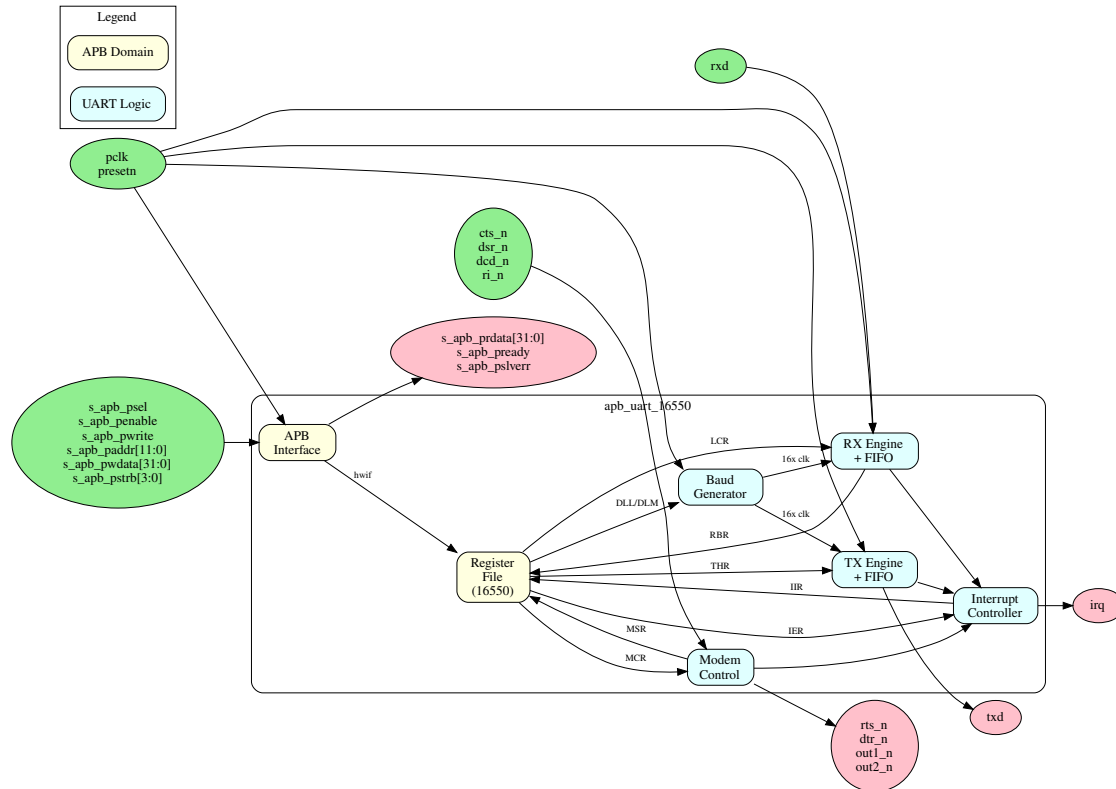 Legend
APB Domain
UART Logic
rxd
pclk
presetn
cts_n
dsr_n
dcd_n
ri_n
s_apb_prdata[31:0]
s_apb_pready
s_apb_pslverr
s_apb_psel
s_apb_penable
s_apb_pwrite
s_apb_paddr[11:0]
s_apb_pwdata[31:0]
s_apb_pstrb[3:0]
apb_uart_16550
APB
Interface
hwif
LCR
RX Engine
+ FIFO
16x clk
Baud
Generator
DLL/DLM
16x clk
RBR
Register
File
(16550)
THR
TX Engine
+ FIFO
IIR
Interrupt
Controller
irq
IER
MSR
MCR
Modem
Control
txd
rts_n
dtr_n
out1_n
out2_n